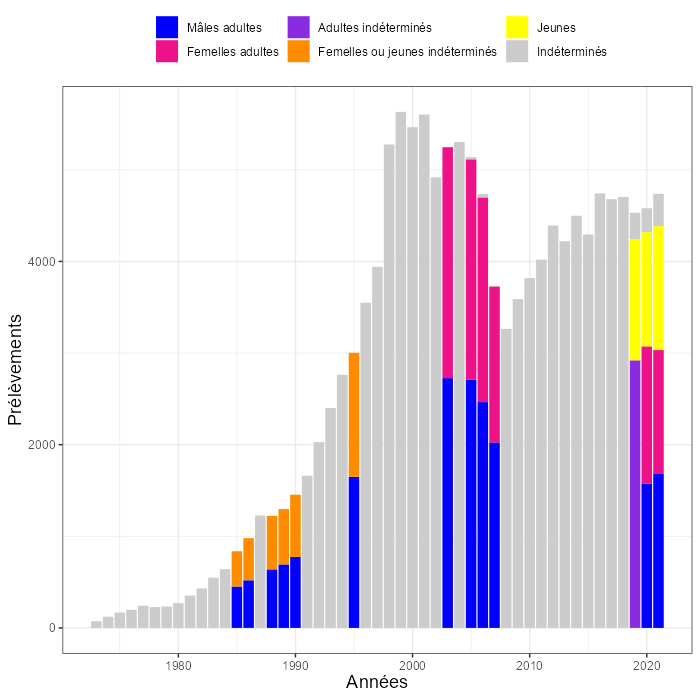 Mâles adultes
Adultes indéterminés
Jeunes
Femelles adultes
Femelles ou jeunes indéterminés
Indéterminés
Prélèvements
4000
2000
0
1980 1990 2000 2010 2020
Années